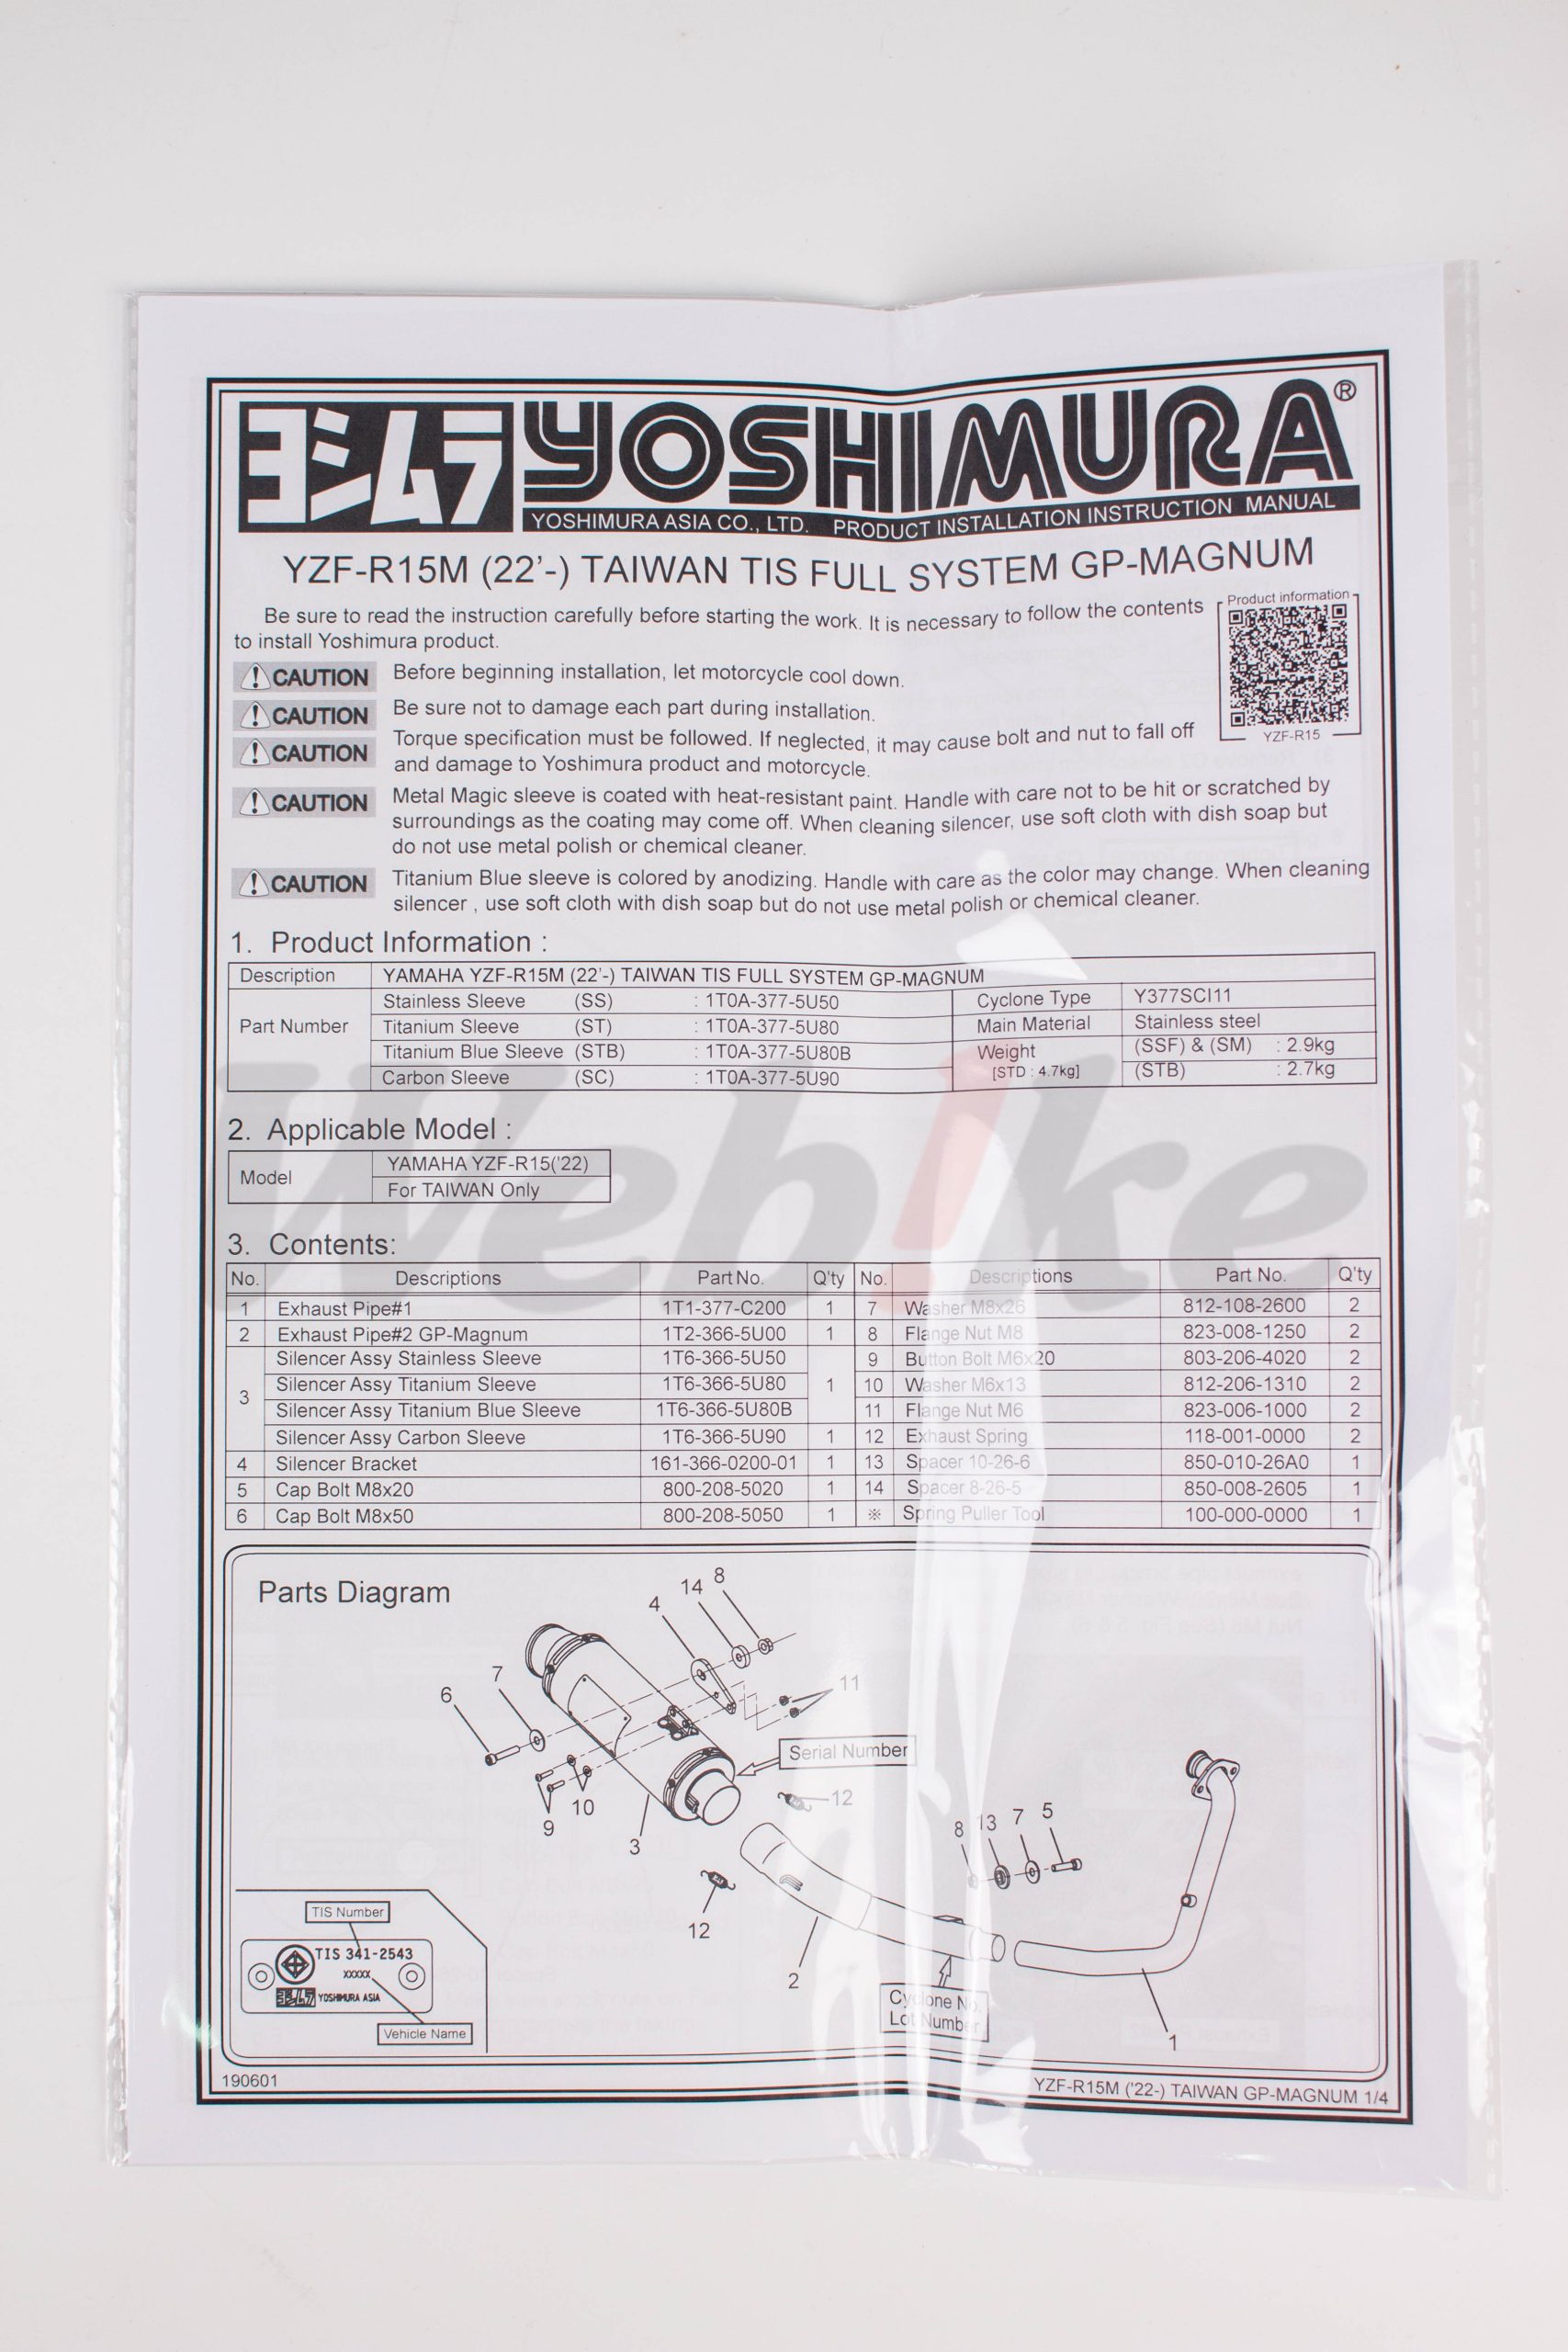 ヨシムラ YOSHIMURA®
YOSHIMURA ASIA CO., LTD. PRODUCT INSTALLATION INSTRUCTION MANUAL
YZF-R15M (22'-) TAIWAN TIS FULL SYSTEM GP-MAGNUM
Be sure to read the instruction carefully before starting the work. It is necessary to follow the contents
to install Yoshimura product.
Product information
YZF-R15
CAUTION Before beginning installation, let motorcycle cool down.
CAUTION Be sure not to damage each part during installation.
CAUTION Torque specification must be followed. If neglected, it may cause bolt and nut to fall off
and damage to Yoshimura product and motorcycle.
CAUTION Metal Magic sleeve is coated with heat-resistant paint. Handle with care not to be hit or scratched by
surroundings as the coating may come off. When cleaning silencer, use soft cloth with dish soap but
do not use metal polish or chemical cleaner.
CAUTION Titanium Blue sleeve is colored by anodizing. Handle with care as the color may change. When cleaning
silencer , use soft cloth with dish soap but do not use metal polish or chemical cleaner.
1. Product Information :
Description YAMAHA YZF-R15M (22'-) TAIWAN TIS FULL SYSTEM GP-MAGNUM
Part Number
Stainless Sleeve (SS) : 1T0A-377-5U50
Titanium Sleeve (ST) : 1T0A-377-5U80
Titanium Blue Sleeve (STB) : 1T0A-377-5U80B
Carbon Sleeve (SC) : 1T0A-377-5U90
Cyclone Type Y377SCI11
Main Material Stainless steel
Weight (SSF) & (SM) : 2.9kg
[STD : 4.7kg] (STB) : 2.7kg
2. Applicable Model :
Model YAMAHA YZF-R15('22)
For TAIWAN Only
Webike
3. Contents:
No. Descriptions Part No. Q'ty No. Descriptions Part No. Q'ty
1 Exhaust Pipe#1 1T1-377-C200 1 7 Washer M8x26 812-108-2600 2
2 Exhaust Pipe#2 GP-Magnum 1T2-366-5U00 1 8 Flange Nut M8 823-008-1250 2
3 Silencer Assy Stainless Sleeve 1T6-366-5U50 9 Button Bolt M6x20 803-206-4020 2
Silencer Assy Titanium Sleeve 1T6-366-5U80 1 10 Washer M6x13 812-206-1310 2
Silencer Assy Titanium Blue Sleeve 1T6-366-5U80B 11 Flange Nut M6 823-006-1000 2
Silencer Assy Carbon Sleeve 1T6-366-5U90 1 12 Exhaust Spring 118-001-0000 2
4 Silencer Bracket 161-366-0200-01 1 13 Spacer 10-26-6 850-010-26A0 1
5 Cap Bolt M8x20 800-208-5020 1 14 Spacer 8-26-5 850-008-2605 1
6 Cap Bolt M8x50 800-208-5050 1 ※ Spring Puller Tool 100-000-0000 1
Parts Diagram
8
14
4
7
6
11
Serial Number
12
10
9
3
8 13 7 5
12
2
Cyclone No.
Lot Number
1
TIS Number
TIS 341-2543
XXXXX
ヨシムラ YOSHIMURA ASIA
Vehicle Name
190601
YZF-R15M ('22-) TAIWAN GP-MAGNUM 1/4